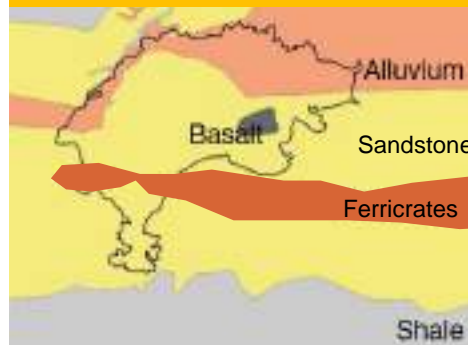 Alluvium
Basalt
Sandstone
Ferricrates
Shale